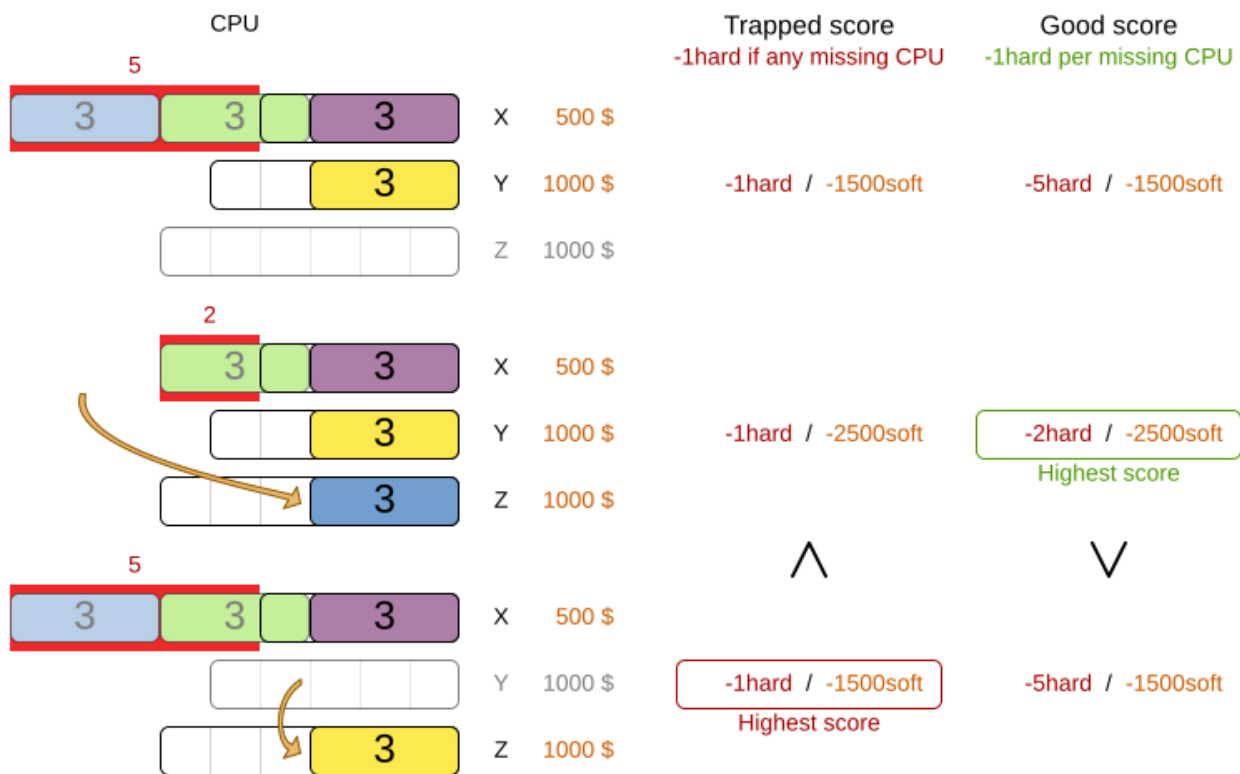 CPU Trapped score Good score
-1hard if any missing CPU -1hard per missing CPU
5
3 3 3 X 500 $
3 Y 1000 $ -1hard / -1500soft -5hard / -1500soft
Z 1000 $
2
3 3 X 500 $
3 Y 1000 $ -1hard / -2500soft -2hard / -2500soft
Highest score
3 Z 1000 $
5
3 3 3 X 500 $
Y 1000 $ -1hard / -1500soft -5hard / -1500soft
Highest score
3 Z 1000 $